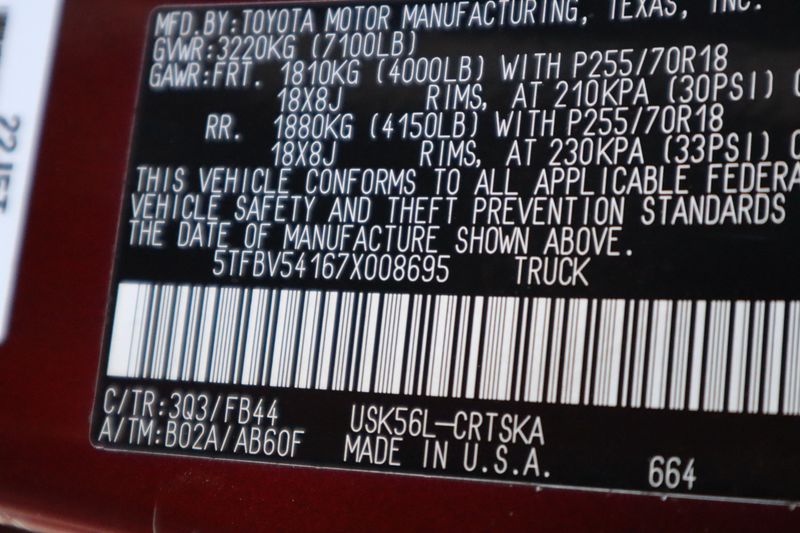 MFD.BY:TOYOTA MOTOR MANUFACTURING, TEXAS, INC.
GVWR:3220KG (7100LB)
GAWR:FRT. 1810KG (4000LB) WITH P255/70R18
18X8J RIMS, AT 210KPA (30PSI)
RR. 1880KG (4150LB) WITH P255/70R18
18X8J RIMS, AT 230KPA (33PSI)
THIS VEHICLE CONFORMS TO ALL APPLICABLE FEDERA
VEHICLE SAFETY AND THEFT PREVENTION STANDARDS
THE DATE OF MANUFACTURE SHOWN ABOVE.
5TFBV54167X008695 TRUCK
C/TR:3Q3/FB44 USK56L-CRTSKA
A/TM:B02A/AB60F MADE IN U.S.A. 664